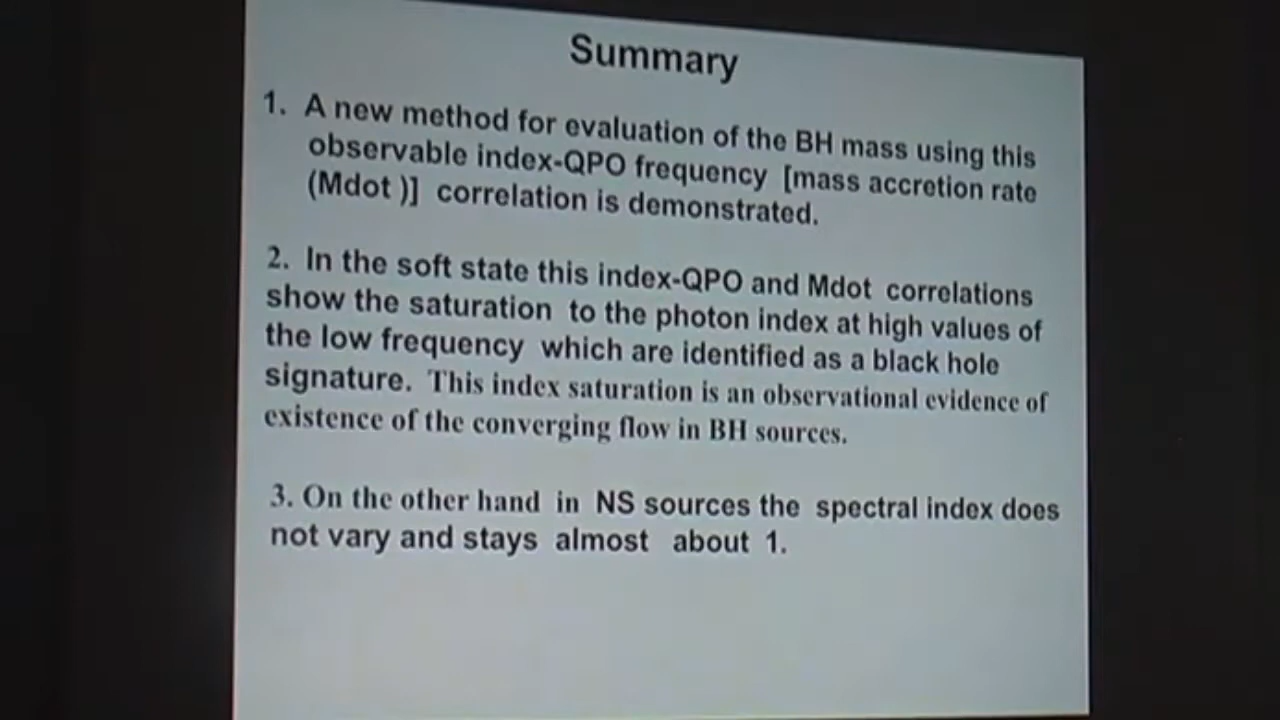 Summary
1. A new method for evaluation of the BH mass using this
observable index-QPO frequency [mass accretion rate
(Mdot )] correlation is demonstrated.
2. In the soft state this index-QPO and Mdot correlations
show the saturation to the photon index at high values of
the low frequency which are identified as a black hole
signature. This index saturation is an observational evidence of
existence of the converging flow in BH sources.
3. On the other hand in NS sources the spectral index does
not vary and stays almost about 1.